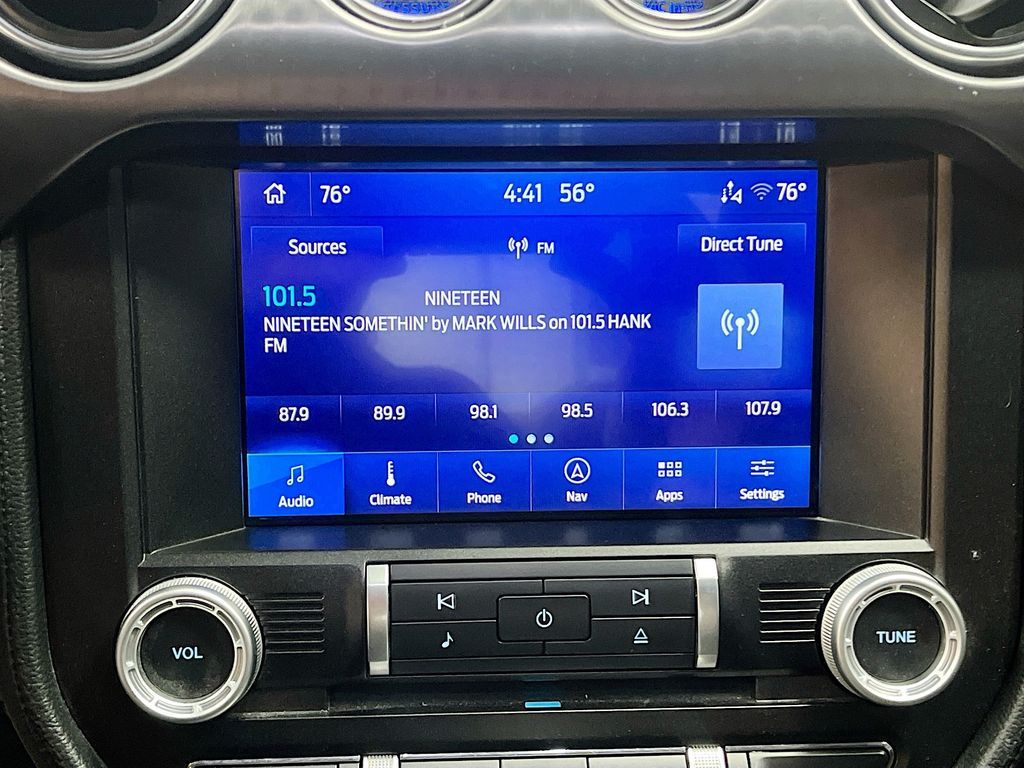 PRESSURE
76° 4:41 56° 76°
Sources FM Direct Tune
101.5 NINETEEN
NINETEEN SOMETHIN' by MARK WILLS on 101.5 HANK
FM
87.9 89.9 98.1 98.5 106.3 107.9
Audio Climate Phone Nav Apps Settings
VOL TUNE